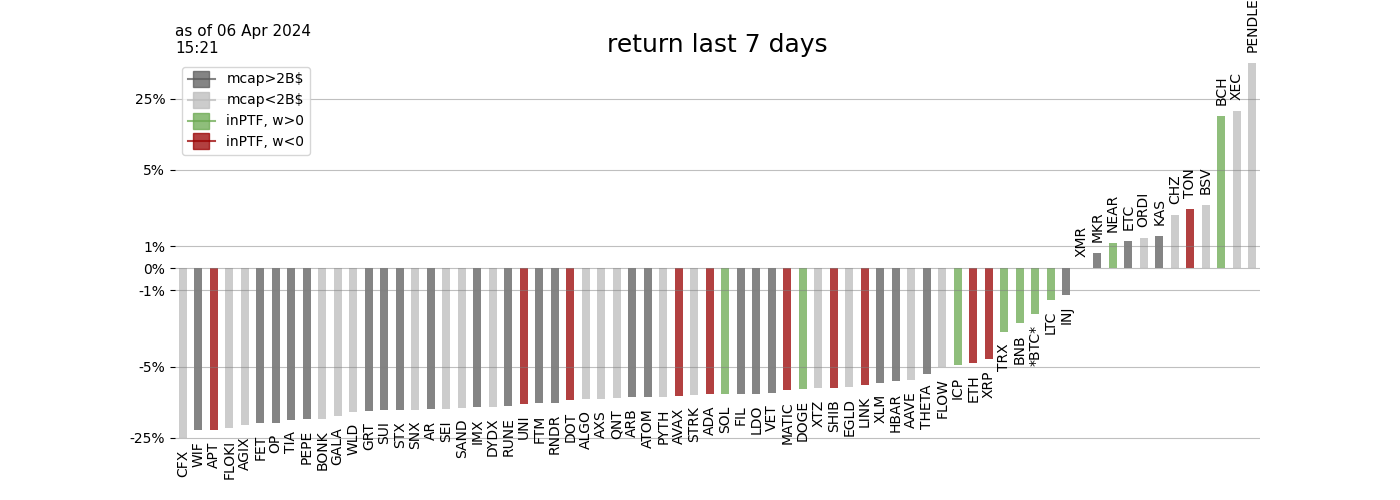 as of 06 Apr 2024
15:21
return last 7 days
mcap>2B$
mcap<2B$
inPTF, w>0
inPTF, w<0
25%
5%
1%
0%
-1%
-5%
-25%
CFX
WIF
APT
FLOKI
AGIX
FET
OP
TIA
PEPE
BONK
GALA
WLD
GRT
SUI
STX
SNX
AR
SEI
SAND
IMX
DYDX
RUNE
UNI
FTM
RNDR
DOT
ALGO
AXS
QNT
ARB
ATOM
PYTH
AVAX
STRK
ADA
SOL
FIL
LDO
VET
MATIC
DOGE
XTZ
SHIB
EGLD
LINK
XLM
HBAR
AAVE
THETA
FLOW
ICP
ETH
XRP
TRX
BNB
*BTC*
LTC
INJ
XMR
MKR
NEAR
ETC
ORDI
KAS
CHZ
TON
BSV
BCH
XEC
PENDLE